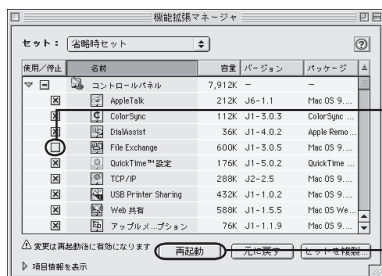 機能拡張マネージャ
セット： 省略時セット
使用／停止 名前 容量 バージョン パッケージ
コントロールパネル 7,912K – –
AppleTalk 212K J6-1.1 Mac OS 9....
ColorSync 112K J1-3.0.3 ColorSync ...
DialAssist 36K J1-4.0.2 Apple Remo...
File Exchange 600K J1-3.0.5 Mac OS 9....
QuickTime™ 設定 176K J1-5.0.2 QuickTime ...
TCP/IP 288K J2-2.5 Mac OS 9....
USB Printer Sharing 432K J1-1.0.2 Mac OS 9....
Web 共有 588K J1-1.5.5 Mac OS We...
アップルメ...プション 76K J1-1.1.9 Mac OS 9....
変更は再起動後に有効になります 再起動 元に戻す セットを複製...
項目情報を表示